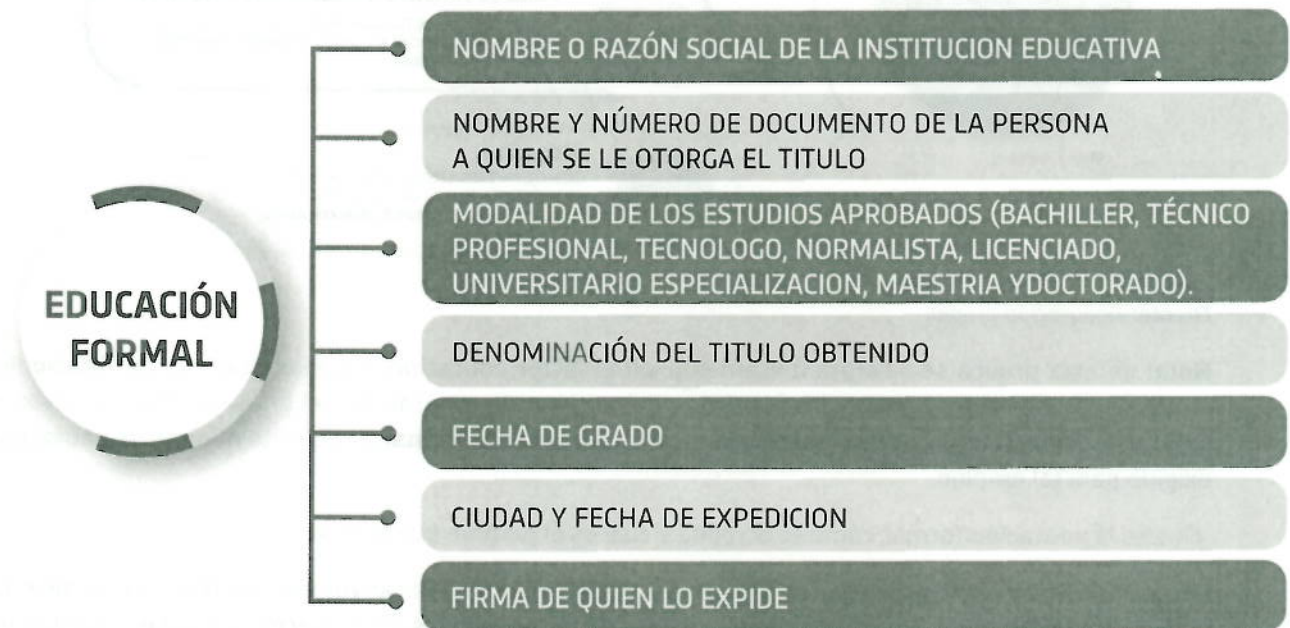 EDUCACIÓN
FORMAL
NOMBRE O RAZÓN SOCIAL DE LA INSTITUCION EDUCATIVA
NOMBRE Y NÚMERO DE DOCUMENTO DE LA PERSONA
A QUIEN SE LE OTORGA EL TITULO
MODALIDAD DE LOS ESTUDIOS APROBADOS (BACHILLER, TÉCNICO
PROFESIONAL, TECNOLOGO, NORMALISTA, LICENCIADO,
UNIVERSITARIO ESPECIALIZACION, MAESTRIA YDOCTORADO).
DENOMINACIÓN DEL TITULO OBTENIDO
FECHA DE GRADO
CIUDAD Y FECHA DE EXPEDICION
FIRMA DE QUIEN LO EXPIDE